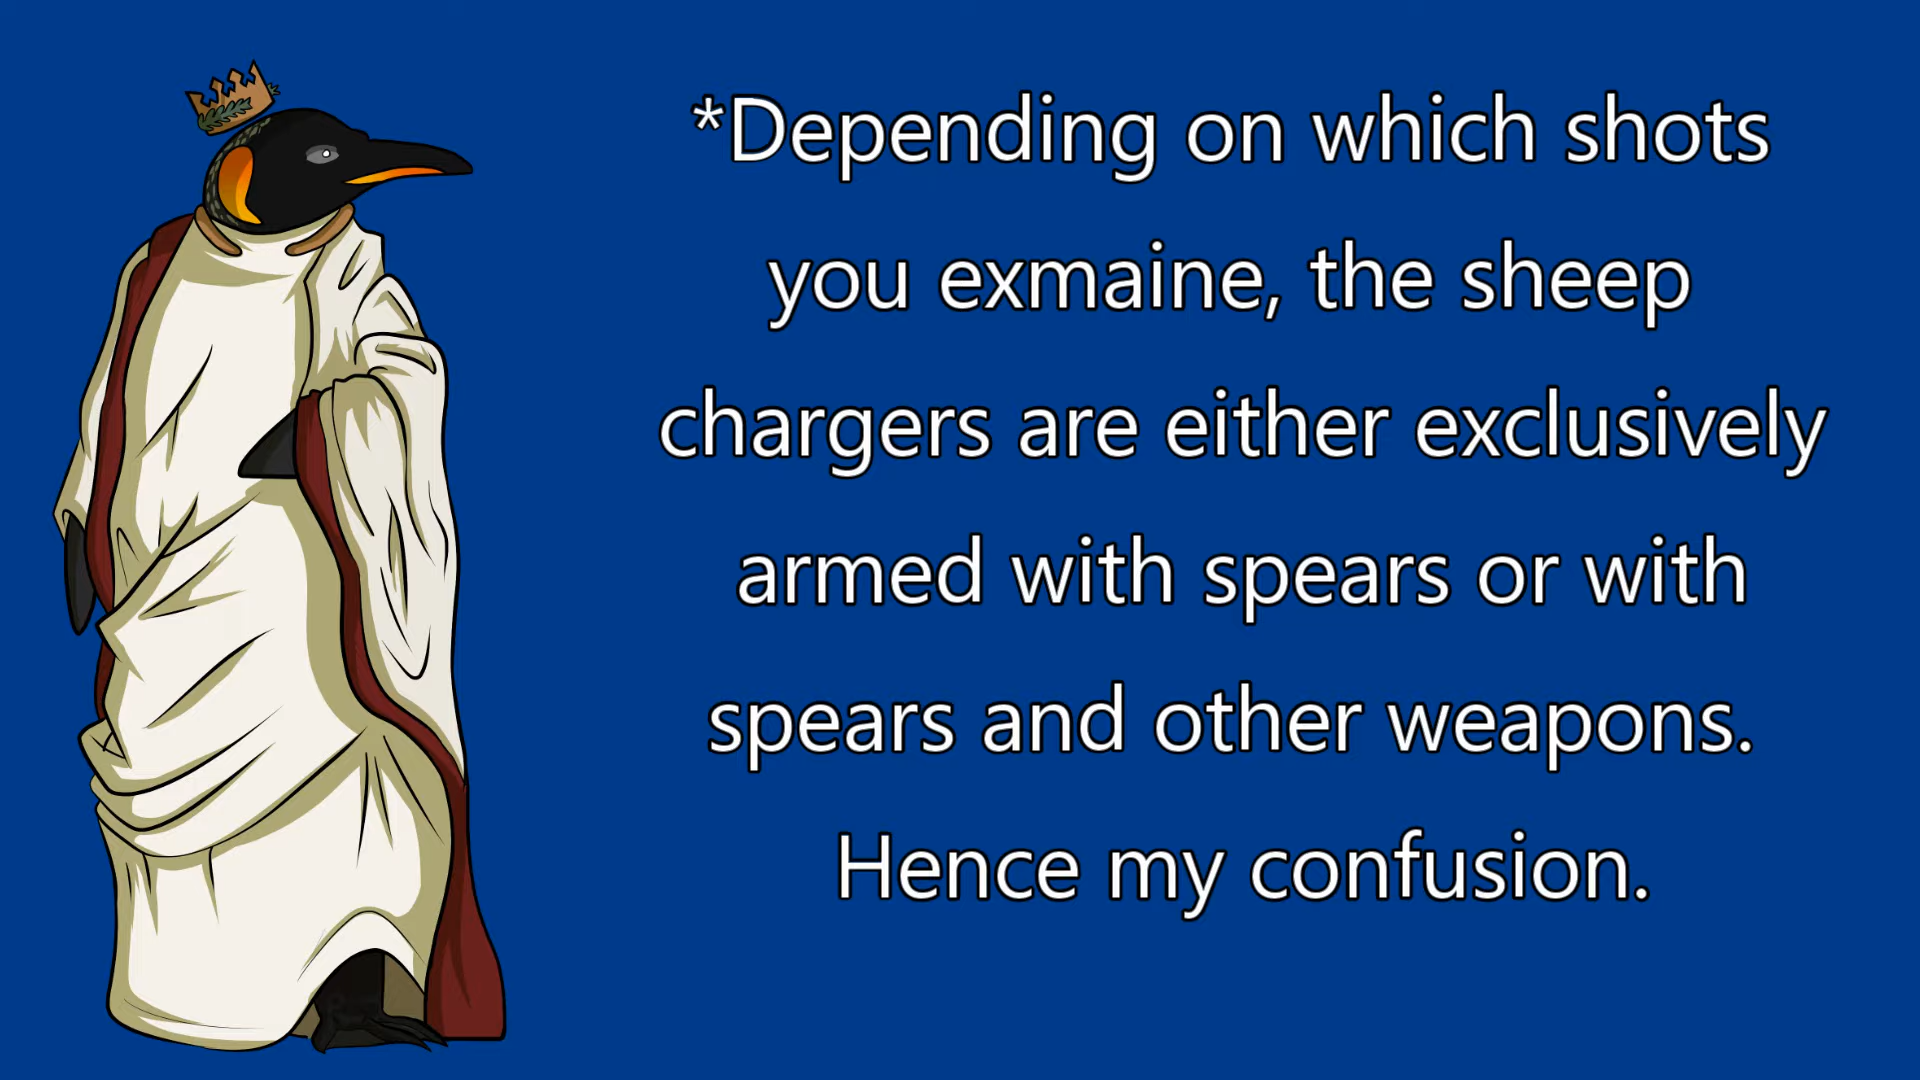 *Depending on which shots
you exmaine, the sheep
chargers are either exclusively
armed with spears or with
spears and other weapons.
Hence my confusion.